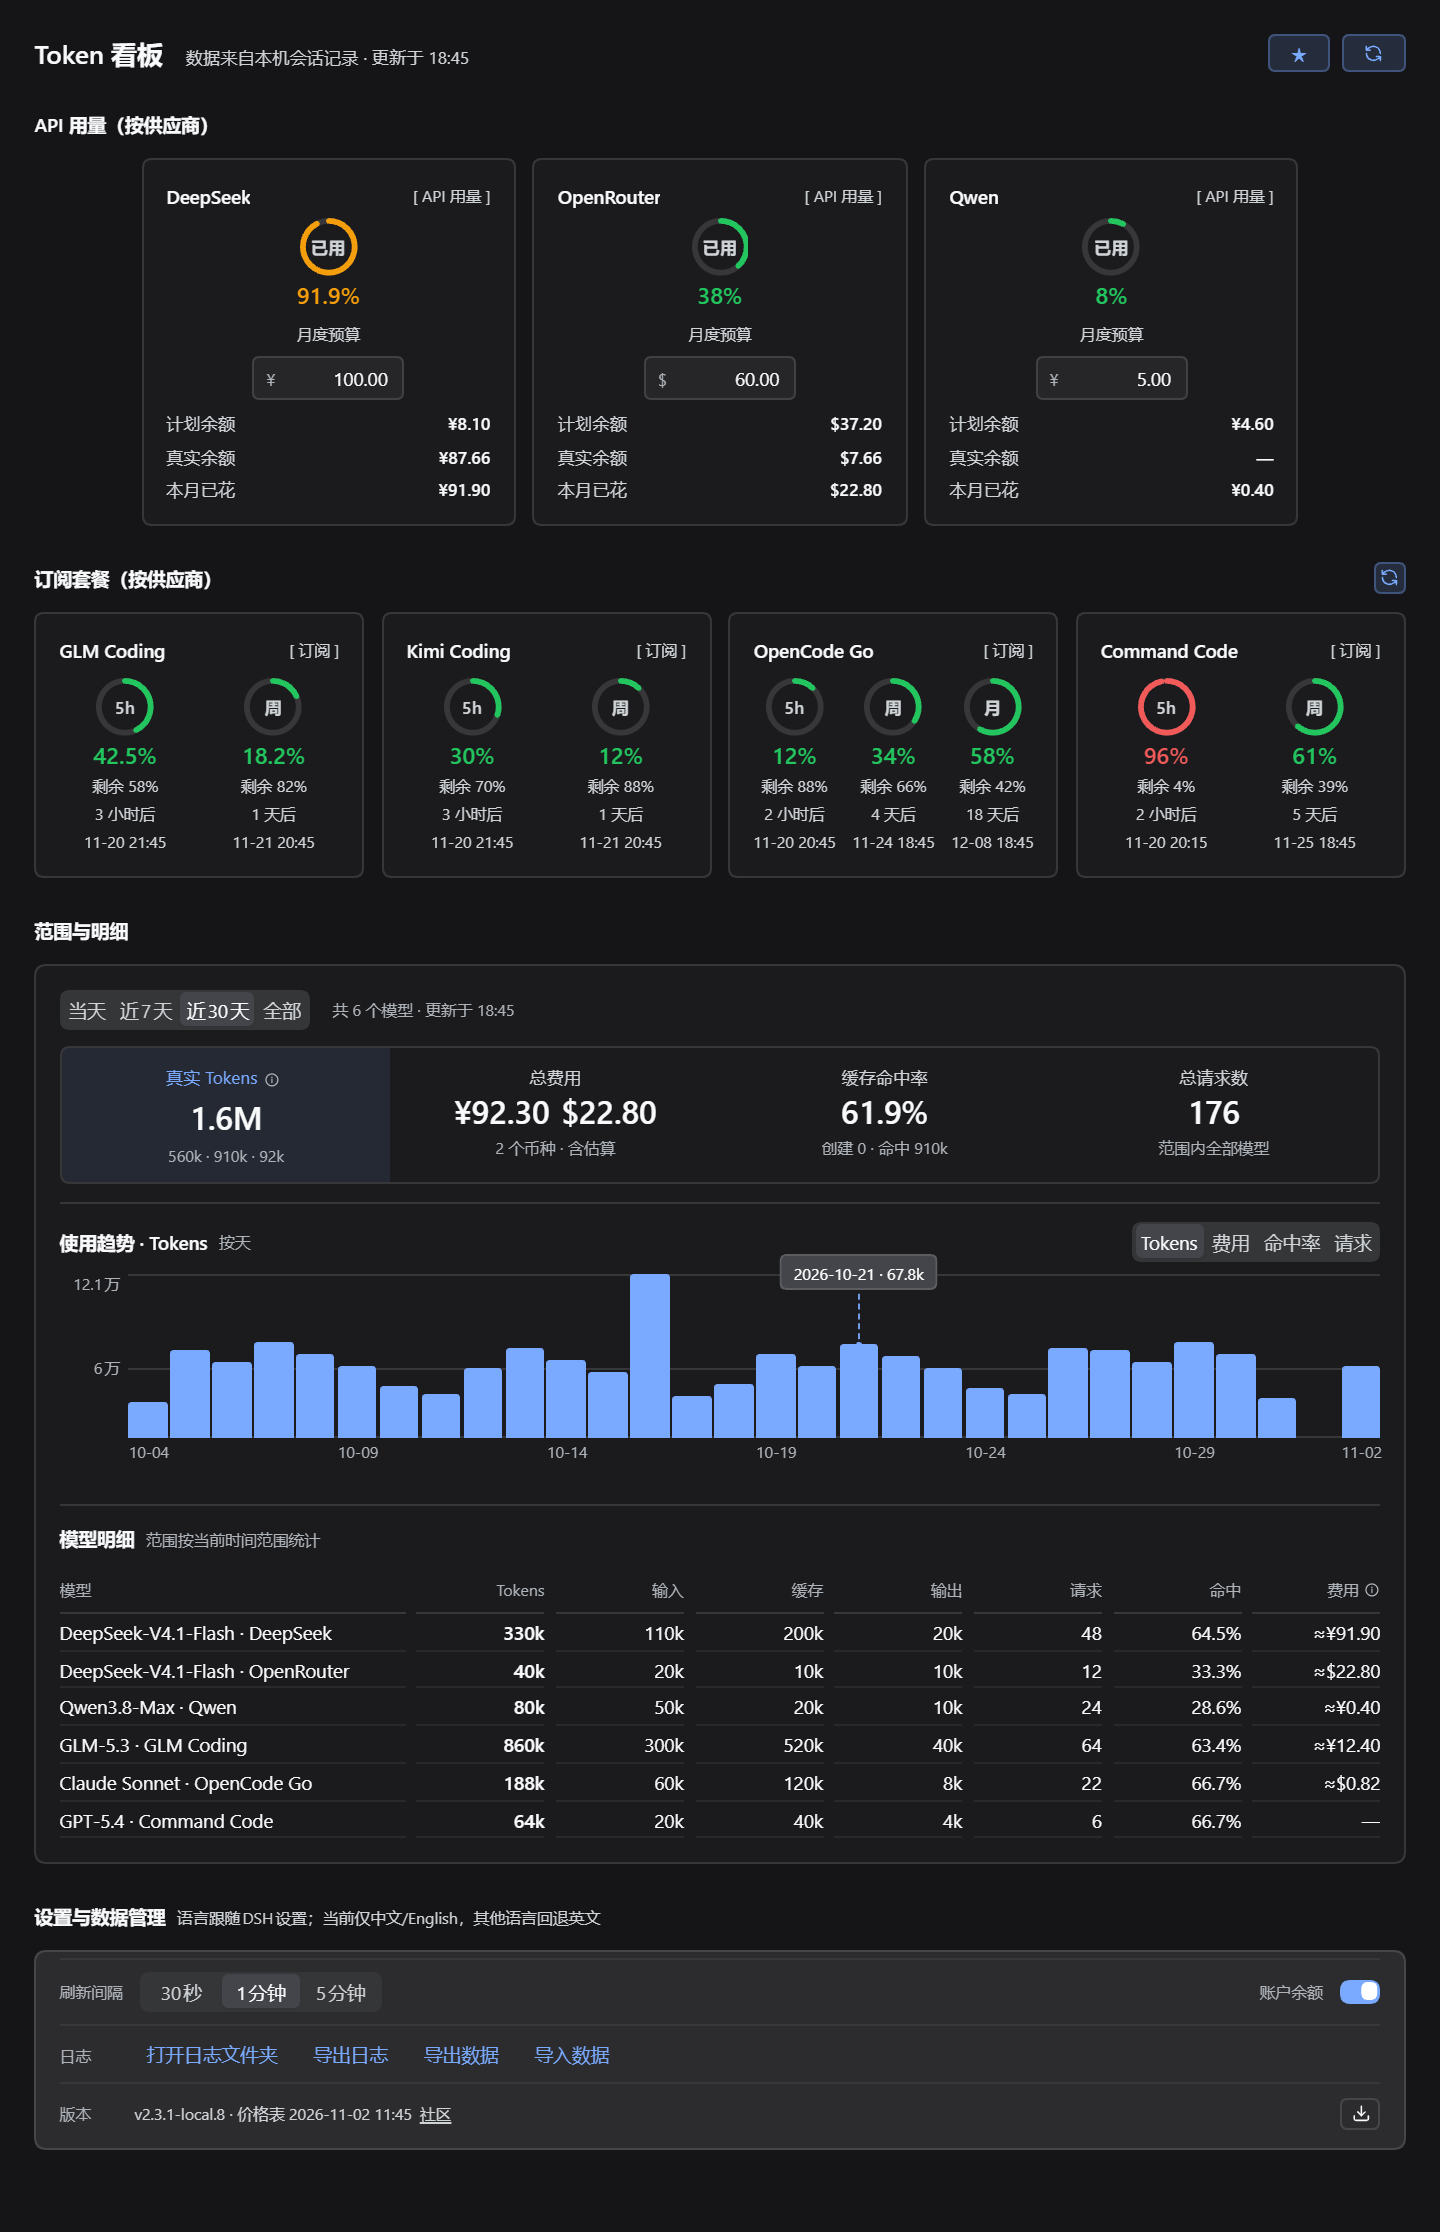 Token 看板 数据来自本机会话记录 · 更新于 18:45
★
API 用量（按供应商）
DeepSeek [ API 用量 ]
已用
91.9%
月度预算
¥ 100.00
计划余额 ¥8.10
真实余额 ¥87.66
本月已花 ¥91.90
OpenRouter [ API 用量 ]
已用
38%
月度预算
$ 60.00
计划余额 $37.20
真实余额 $7.66
本月已花 $22.80
Qwen [ API 用量 ]
已用
8%
月度预算
¥ 5.00
计划余额 ¥4.60
真实余额 —
本月已花 ¥0.40
订阅套餐（按供应商）
GLM Coding [ 订阅 ]
5h 周
42.5% 18.2%
剩余 58% 剩余 82%
3 小时后 1 天后
11-20 21:45 11-21 20:45
Kimi Coding [ 订阅 ]
5h 周
30% 12%
剩余 70% 剩余 88%
3 小时后 1 天后
11-20 21:45 11-21 20:45
OpenCode Go [ 订阅 ]
5h 周 月
12% 34% 58%
剩余 88% 剩余 66% 剩余 42%
2 小时后 4 天后 18 天后
11-20 20:45 11-24 18:45 12-08 18:45
Command Code [ 订阅 ]
5h 周
96% 61%
剩余 4% 剩余 39%
2 小时后 5 天后
11-20 20:15 11-25 18:45
范围与明细
当天 近7天 近30天 全部 共 6 个模型 · 更新于 18:45
真实 Tokens
1.6M
560k · 910k · 92k
总费用
¥92.30 $22.80
2 个币种 · 含估算
缓存命中率
61.9%
创建 0 · 命中 910k
总请求数
176
范围内全部模型
使用趋势 · Tokens 按天
Tokens 费用 命中率 请求
2026-10-21 · 67.8k
12.1万
6万
10-04 10-09 10-14 10-19 10-24 10-29 11-02
模型明细 范围按当前时间范围统计
模型 Tokens 输入 缓存 输出 请求 命中 费用
DeepSeek-V4.1-Flash · DeepSeek 330k 110k 200k 20k 48 64.5% ≈¥91.90
DeepSeek-V4.1-Flash · OpenRouter 40k 20k 10k 10k 12 33.3% ≈$22.80
Qwen3.8-Max · Qwen 80k 50k 20k 10k 24 28.6% ≈¥0.40
GLM-5.3 · GLM Coding 860k 300k 520k 40k 64 63.4% ≈¥12.40
Claude Sonnet · OpenCode Go 188k 60k 120k 8k 22 66.7% ≈$0.82
GPT-5.4 · Command Code 64k 20k 40k 4k 6 66.7% —
设置与数据管理 语言跟随 DSH 设置；当前仅中文/English，其他语言回退英文
刷新间隔 30秒 1分钟 5分钟 账户余额
日志 打开日志文件夹 导出日志 导出数据 导入数据
版本 v2.3.1-local.8 · 价格表 2026-11-02 11:45 社区